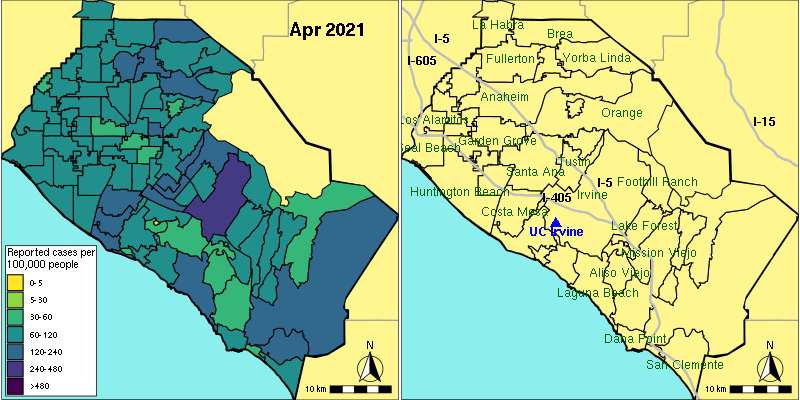 Apr 2021
Reported cases per
100,000 people
0-5
5-30
30-60
60-120
120-240
240-480
>480
N
10 km
La Habra
Brea
I-5
I-605
Fullerton
Yorba Linda
Anaheim
Orange
I-15
Los Alamitos
Garden Grove
Seal Beach
Tustin
Santa Ana
I-5
Foothill Ranch
Huntington Beach
I-405
Irvine
Costa Mesa
UC Irvine
Lake Forest
Mission Viejo
Aliso Viejo
Laguna Beach
Dana Point
San Clemente
N
10 km